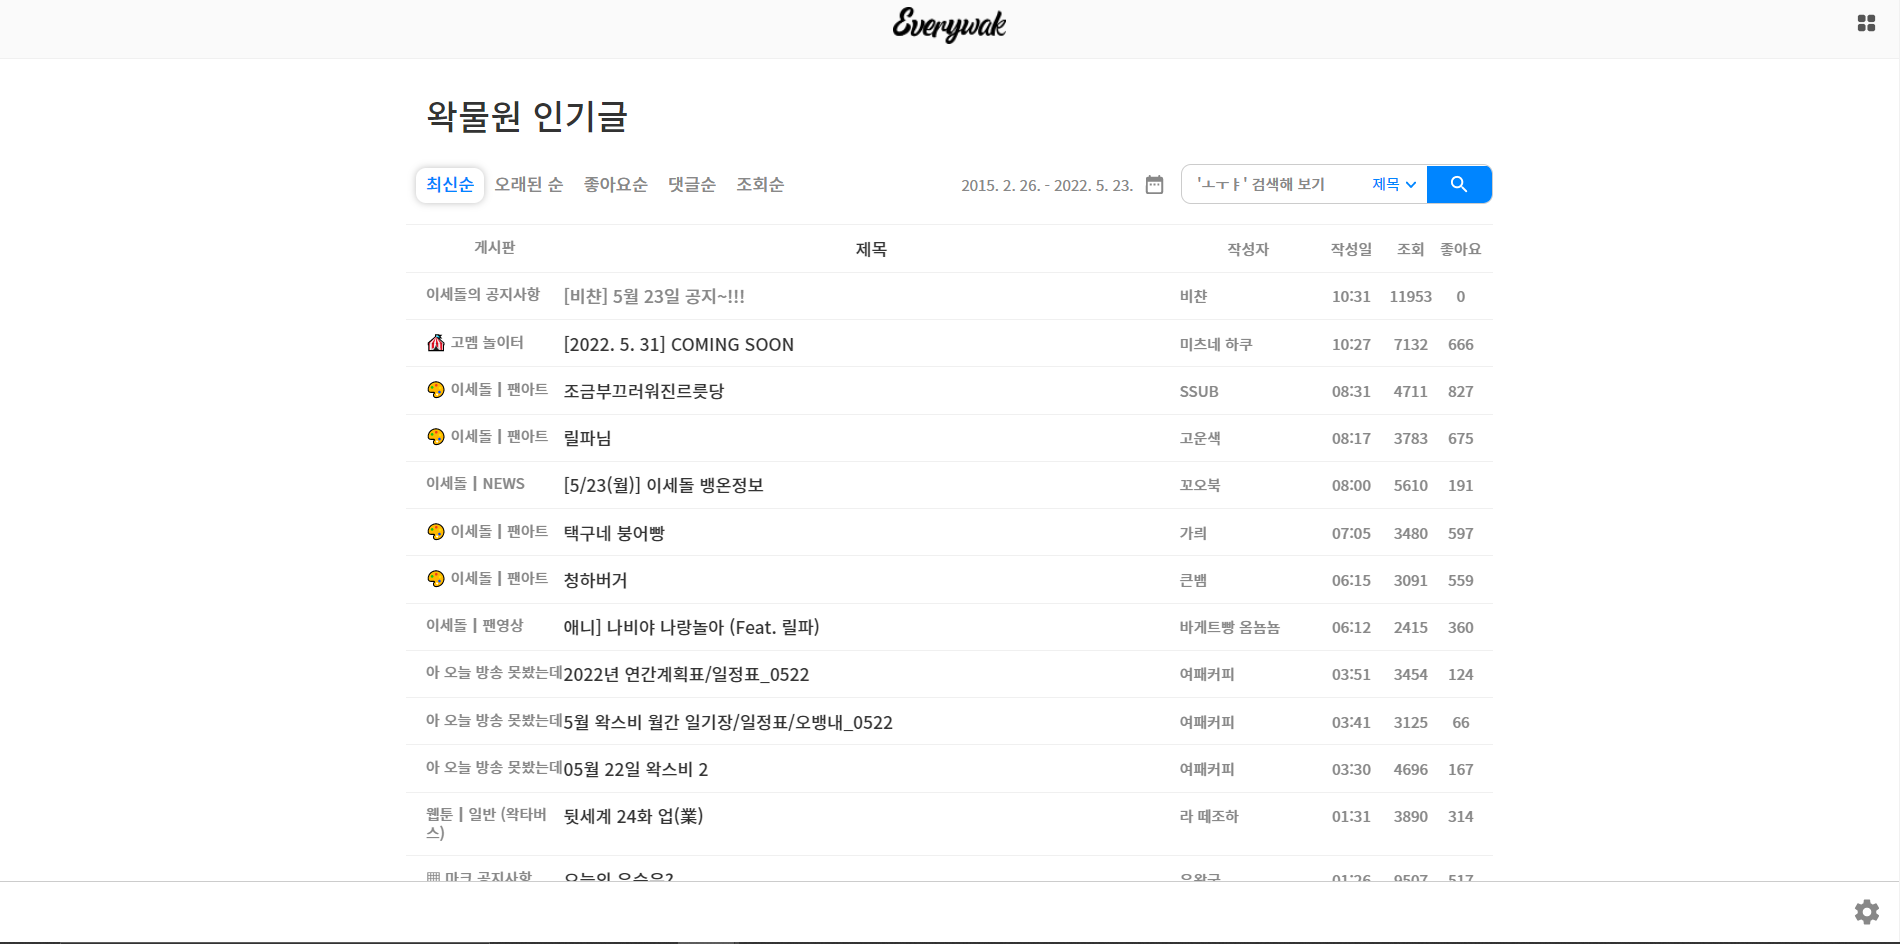 Everywak
왁물원 인기글
최신순 오래된 순 좋아요순 댓글순 조회순 2015. 2. 26. - 2022. 5. 23. 'ㅗㅜㅑ' 검색해 보기 제목
게시판 제목 작성자 작성일 조회 좋아요
이세돌의 공지사항 [비챤] 5월 23일 공지~!!! 비챤 10:31 11953 0
고멤 놀이터 [2022. 5. 31] COMING SOON 미츠네 하쿠 10:27 7132 666
이세돌 | 팬아트 조금부끄러워진르륫당 SSUB 08:31 4711 827
이세돌 | 팬아트 릴파님 고운색 08:17 3783 675
이세돌 | NEWS [5/23(월)] 이세돌 뱅온정보 꼬오북 08:00 5610 191
이세돌 | 팬아트 택구네 붕어빵 가릐 07:05 3480 597
이세돌 | 팬아트 청하버거 큰뱀 06:15 3091 559
이세돌 | 팬영상 애니] 나비야 나랑놀아 (Feat. 릴파) 바게트빵 옴뇸뇸 06:12 2415 360
아 오늘 방송 못봤는데 2022년 연간계획표/일정표_0522 여패커피 03:51 3454 124
아 오늘 방송 못봤는데 5월 왁스비 월간 일기장/일정표/오뱅내_0522 여패커피 03:41 3125 66
아 오늘 방송 못봤는데 05월 22일 왁스비 2 여패커피 03:30 4696 167
웹툰 | 일반 (왁타버스) 뒷세계 24화 업(業) 라 떼조하 01:31 3890 314
▦ 마크 공지사항 01:26 9507 517